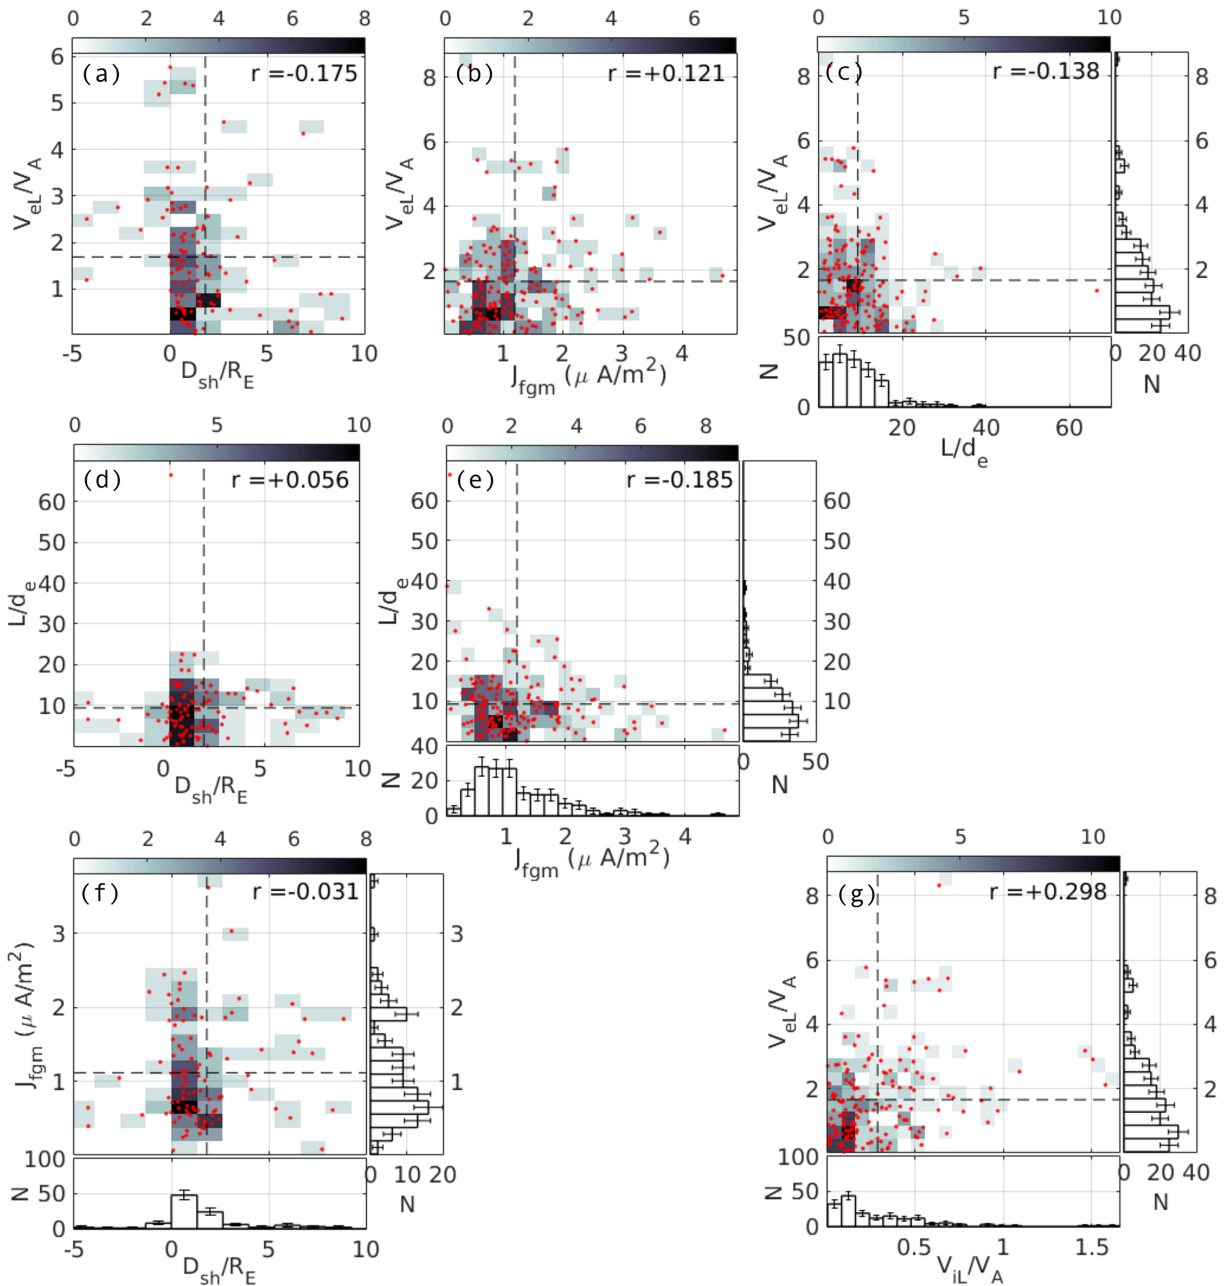 0 2 4 6 8
0 2 4 6
0 5 10
(a) r =-0.175
(b) r =+0.121
(c) r =-0.138
6
5
4
3
2
1
V_eL/V_A
-5 0 5 10
D_sh/R_E
8
6
4
2
V_eL/V_A
1 2 3 4
J_fgm (μ A/m²)
8
6
4
2
V_eL/V_A
8
6
4
2
0 20 40
N
50
0
N
20 40 60
L/d_e
0 5 10
0 2 4 6 8
(d) r =+0.056
(e) r =-0.185
60
50
40
30
20
10
L/d_e
-5 0 5 10
D_sh/R_E
60
50
40
30
20
10
L/d_e
60
50
40
30
20
10
0 50
N
40
20
0
N
1 2 3 4
J_fgm (μ A/m²)
0 2 4 6 8
0 5 10
(f) r =-0.031
(g) r =+0.298
3
2
1
J_fgm (μ A/m²)
3
2
1
0 10 20
N
100
50
0
N
-5 0 5 10
D_sh/R_E
8
6
4
2
V_eL/V_A
8
6
4
2
0 20 40
N
100
50
0
N
0.5 1 1.5
V_iL/V_A